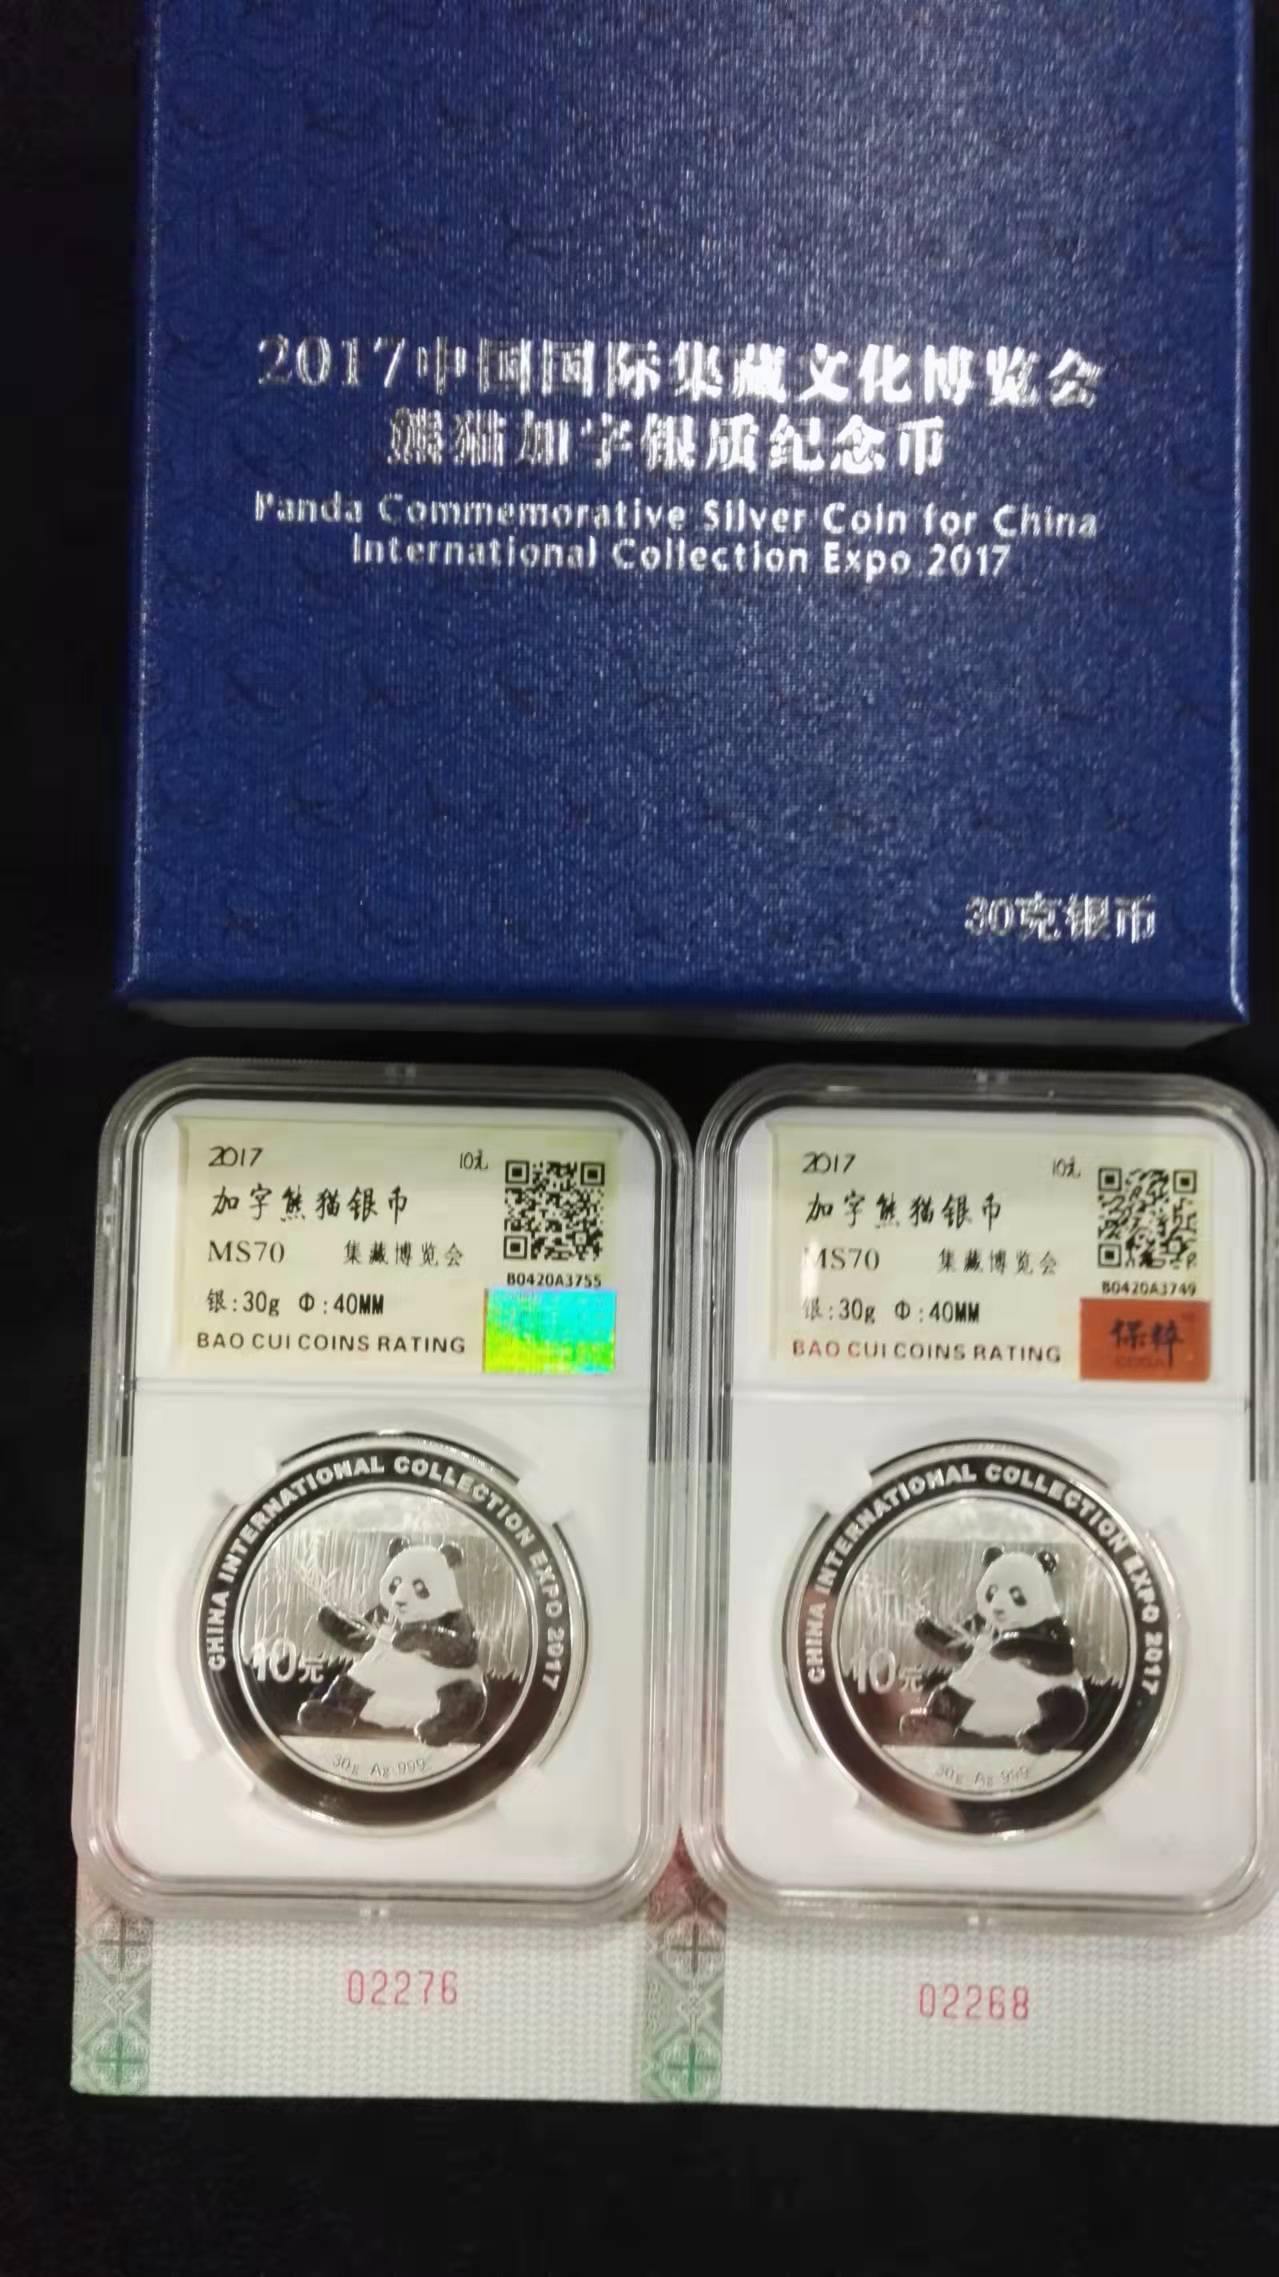 2017中国国际集藏文化博览会
熊猫加字银质纪念币
Panda Commemorative Silver Coin for China
International Collection Expo 2017
30克银币
2017 10元
加字熊猫银币
MS70 集藏博览会
B0420A3755
银:30g Φ:40MM
BAO CUI COINS RATING
CHINA INTERNATIONAL COLLECTION EXPO 2017
10元
30g Ag.999
02276
2017 10元
加字熊猫银币
MS70 集藏博览会
B0420A3749
银:30g Φ:40MM
保粹
BAO CUI COINS RATING
CHINA INTERNATIONAL COLLECTION EXPO 2017
10元
30g Ag.999
02268